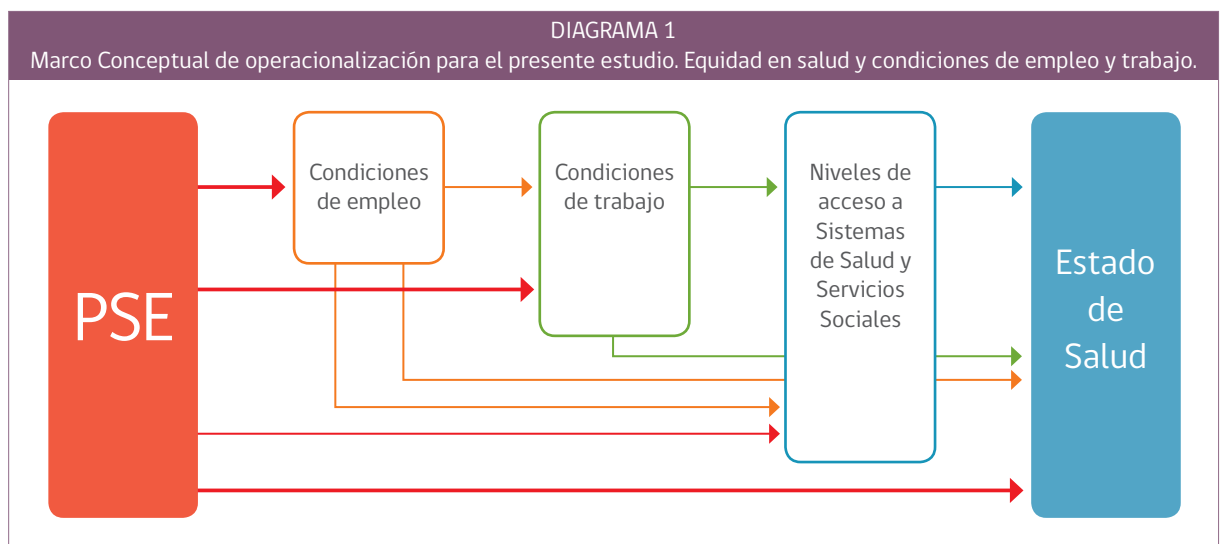 DIAGRAMA 1
Marco Conceptual de operacionalización para el presente estudio. Equidad en salud y condiciones de empleo y trabajo.
PSE
Condiciones
de empleo
Condiciones
de trabajo
Niveles de
acceso a
Sistemas
de Salud y
Servicios
Sociales
Estado
de
Salud